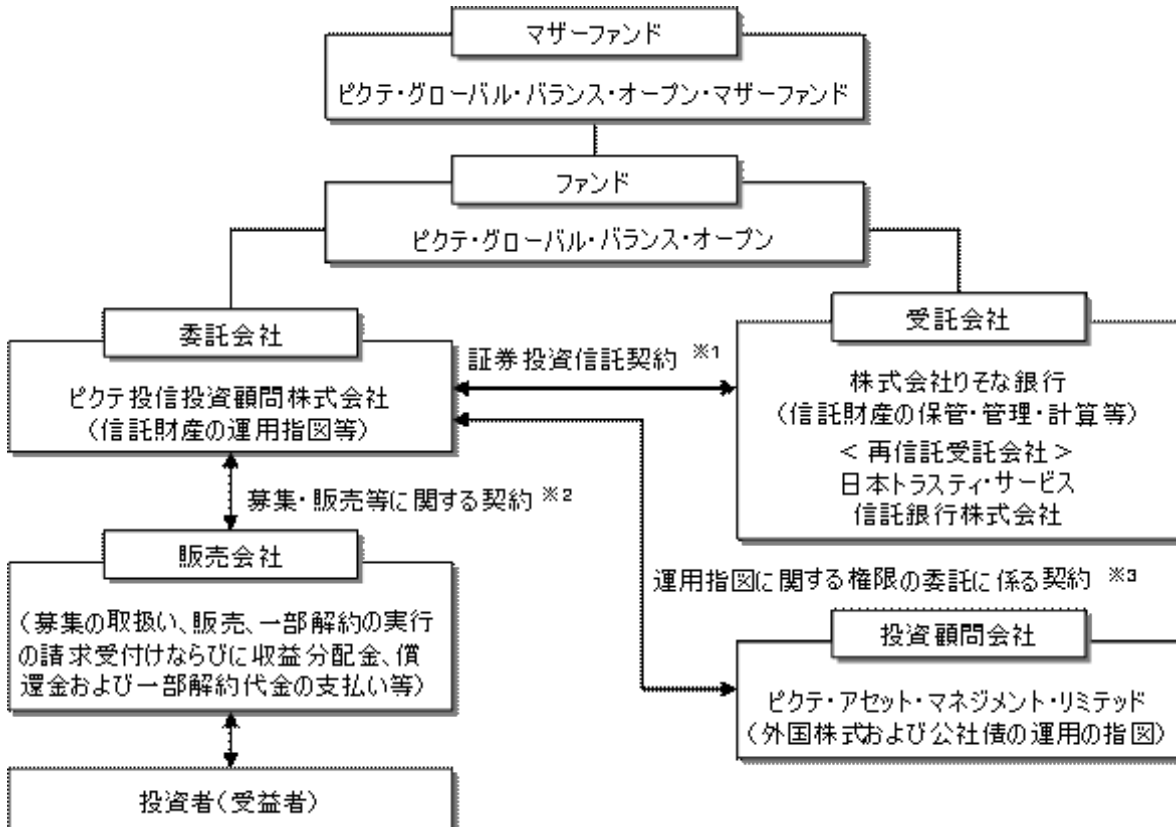 マザーファンド
ピクテ・グローバル・バランス・オープン・マザーファンド
ファンド
ピクテ・グローバル・バランス・オープン
委託会社
ピクテ投信投資顧問株式会社
（信託財産の運用指図等）
証券投資信託契約 ※1
受託会社
株式会社りそな銀行
（信託財産の保管・管理・計算等）
＜再信託受託会社＞
日本トラスティ・サービス
信託銀行株式会社
募集・販売等に関する契約 ※2
販売会社
（募集の取扱い、販売、一部解約の実行
の請求受付けならびに収益分配金、償
還金および一部解約代金の支払い等）
運用指図に関する権限の委託に係る契約 ※3
投資顧問会社
ピクテ・アセット・マネジメント・リミテッド
（外国株式および公社債の運用の指図）
投資者（受益者）